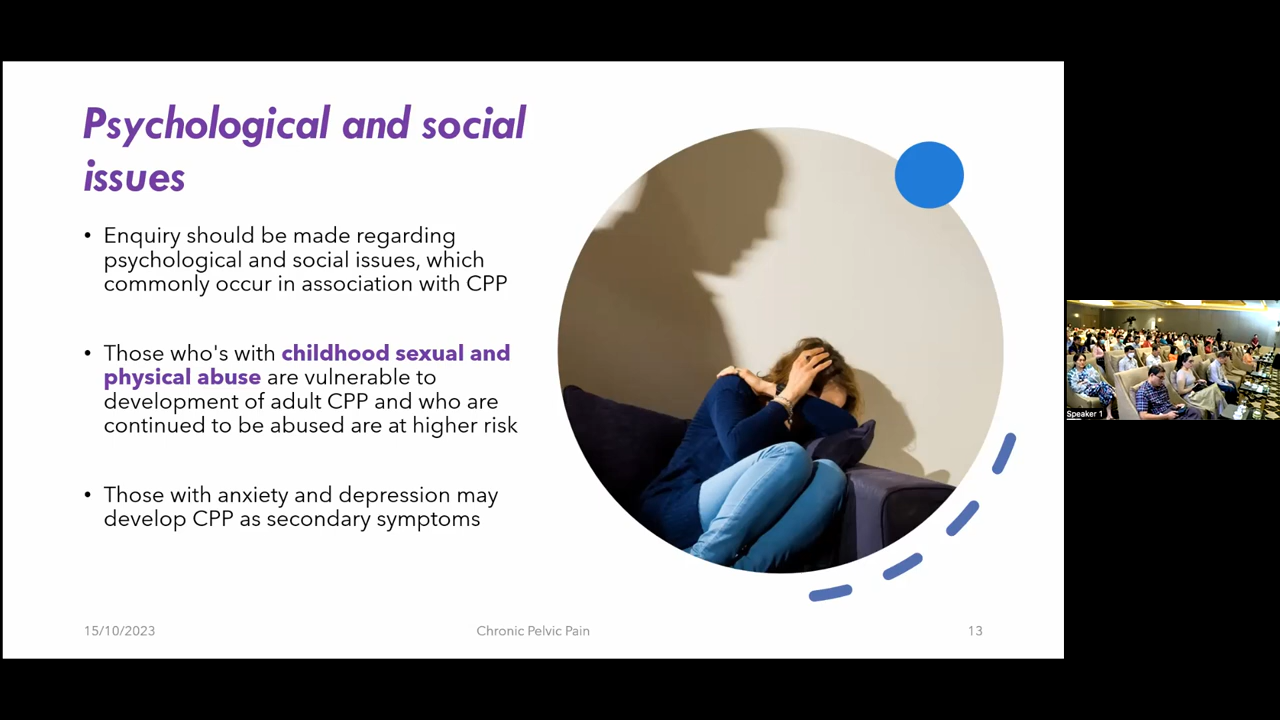 Psychological and social
issues
• Enquiry should be made regarding
psychological and social issues, which
commonly occur in association with CPP
• Those who's with childhood sexual and
physical abuse are vulnerable to
development of adult CPP and who are
continued to be abused are at higher risk
• Those with anxiety and depression may
develop CPP as secondary symptoms
15/10/2023
Chronic Pelvic Pain
13
Speaker 1